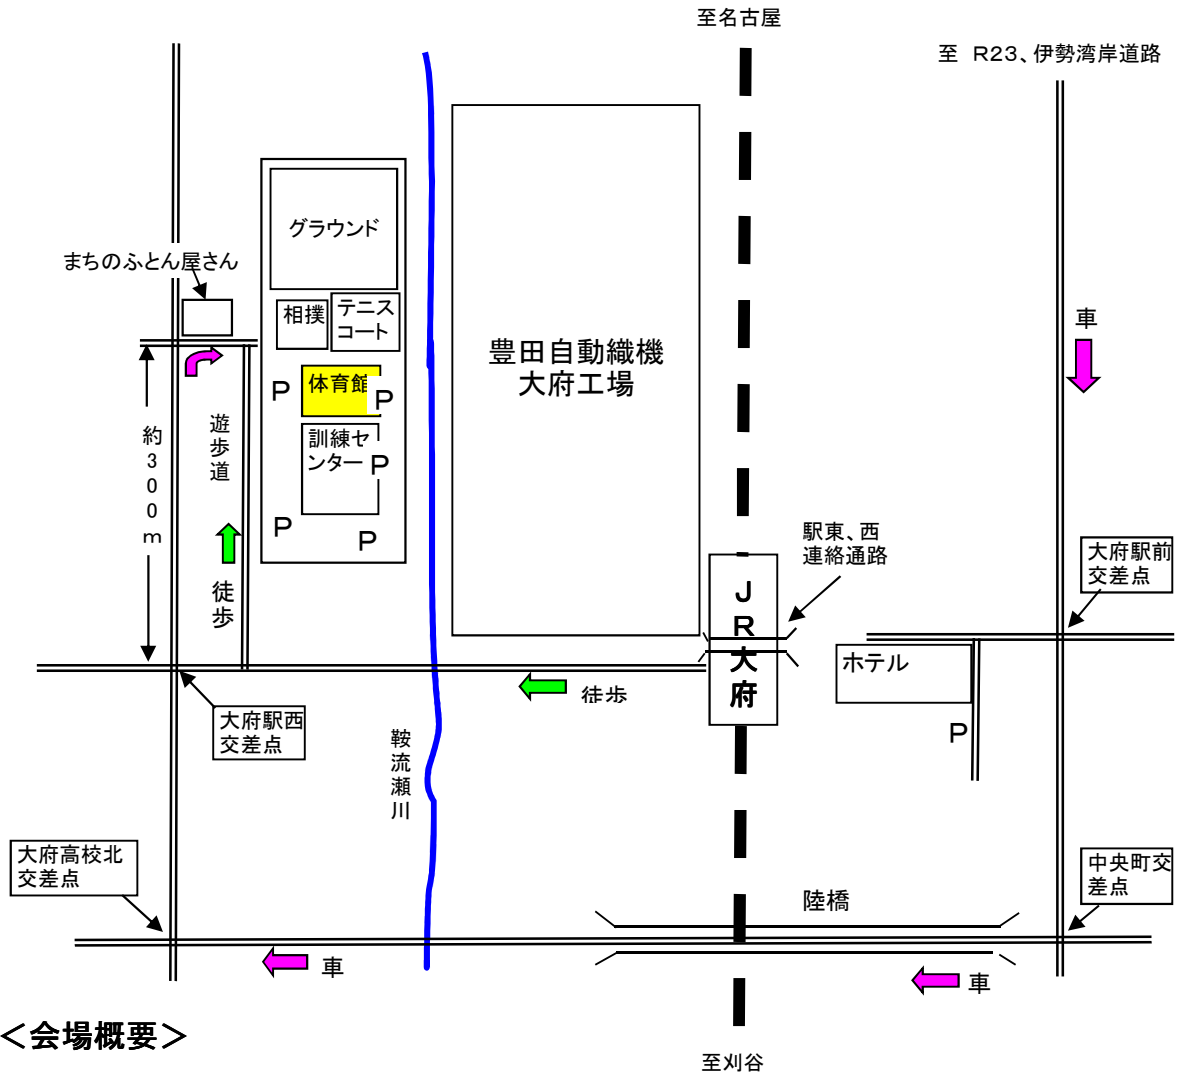 至名古屋
至 R23、伊勢湾岸道路
グラウンド
まちのふとん屋さん
相撲
テニス
コート
車
豊田自動織機
大府工場
体育館
P
P
遊歩道
約300m
訓練セ
ンター
P
P
P
駅東、西
連絡通路
大府駅前
交差点
徒歩
JR大府
ホテル
徒歩
大府駅西
交差点
P
鞍流瀬川
大府高校北
交差点
中央町交
差点
陸橋
車
車
<会場概要>
至刈谷